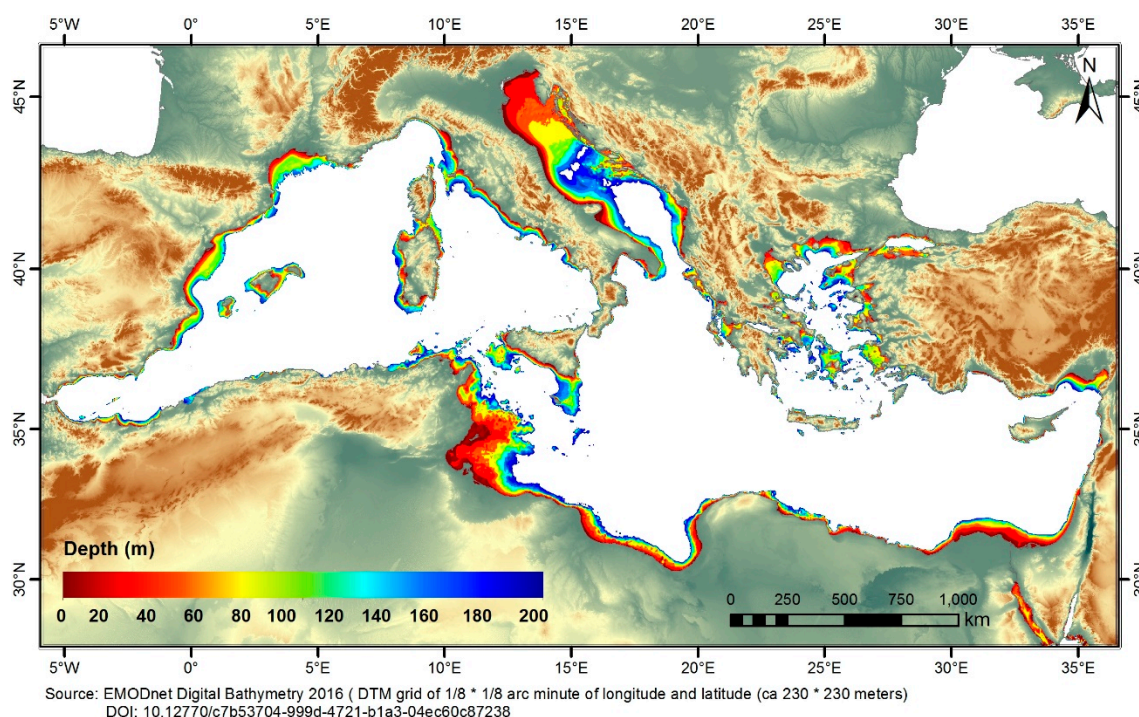 5°W 0° 5°E 10°E 15°E 20°E 25°E 30°E 35°E
N
45°N 45°N
40°N 40°N
35°N 35°N
Depth (m)
30°N 30°N
0 20 40 60 80 100 120 140 160 180 200
0 250 500 750 1,000
km
5°W 0° 5°E 10°E 15°E 20°E 25°E 30°E 35°E
Source: EMODnet Digital Bathymetry 2016 ( DTM grid of 1/8 * 1/8 arc minute of longitude and latitude (ca 230 * 230 meters)
DOI: 10.12770/c7b53704-999d-4721-b1a3-04ec60c87238